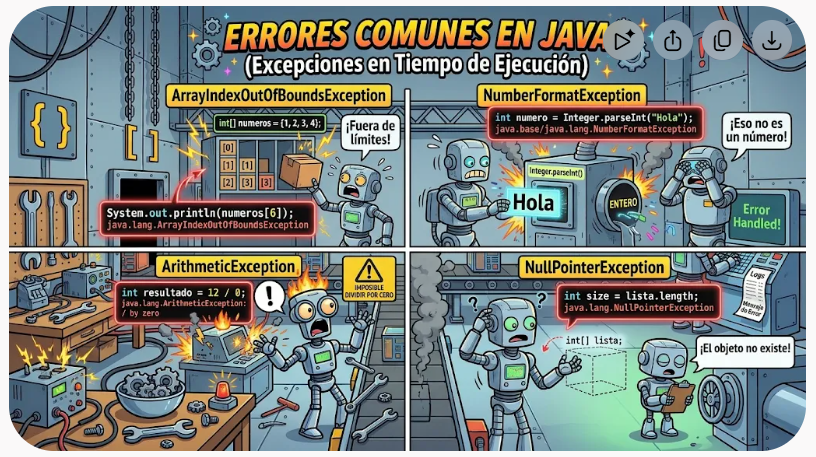 ERRORES COMUNES EN JAVA
(Excepciones en Tiempo de Ejecución)
ArrayIndexOutOfBoundsException
int[] numeros = {1, 2, 3, 4};
¡Fuera de
límites!
{ }
[ ]
[0]
[1] [1] [3]
[2] [3] [3]
System.out.println(numeros[6]);
java.lang.ArrayIndexOutOfBoundsException
NumberFormatException
int numero = Integer.parseInt("Hola");
java.base/java.lang.NumberFormatException
¡Eso no es
un número!
Integer.parseInt()
Hola
ENTERO
Error
Handled!
ArithmeticException
int resultado = 12 / 0;
java.lang.ArithmeticException:
/ by zero
!
IMPOSIBLE
DIVIDIR POR CERO
NullPointerException
int size = lista.length;
java.lang.NullPointerException
? ?
int[] lista;
Logs
¡El objeto no existe!